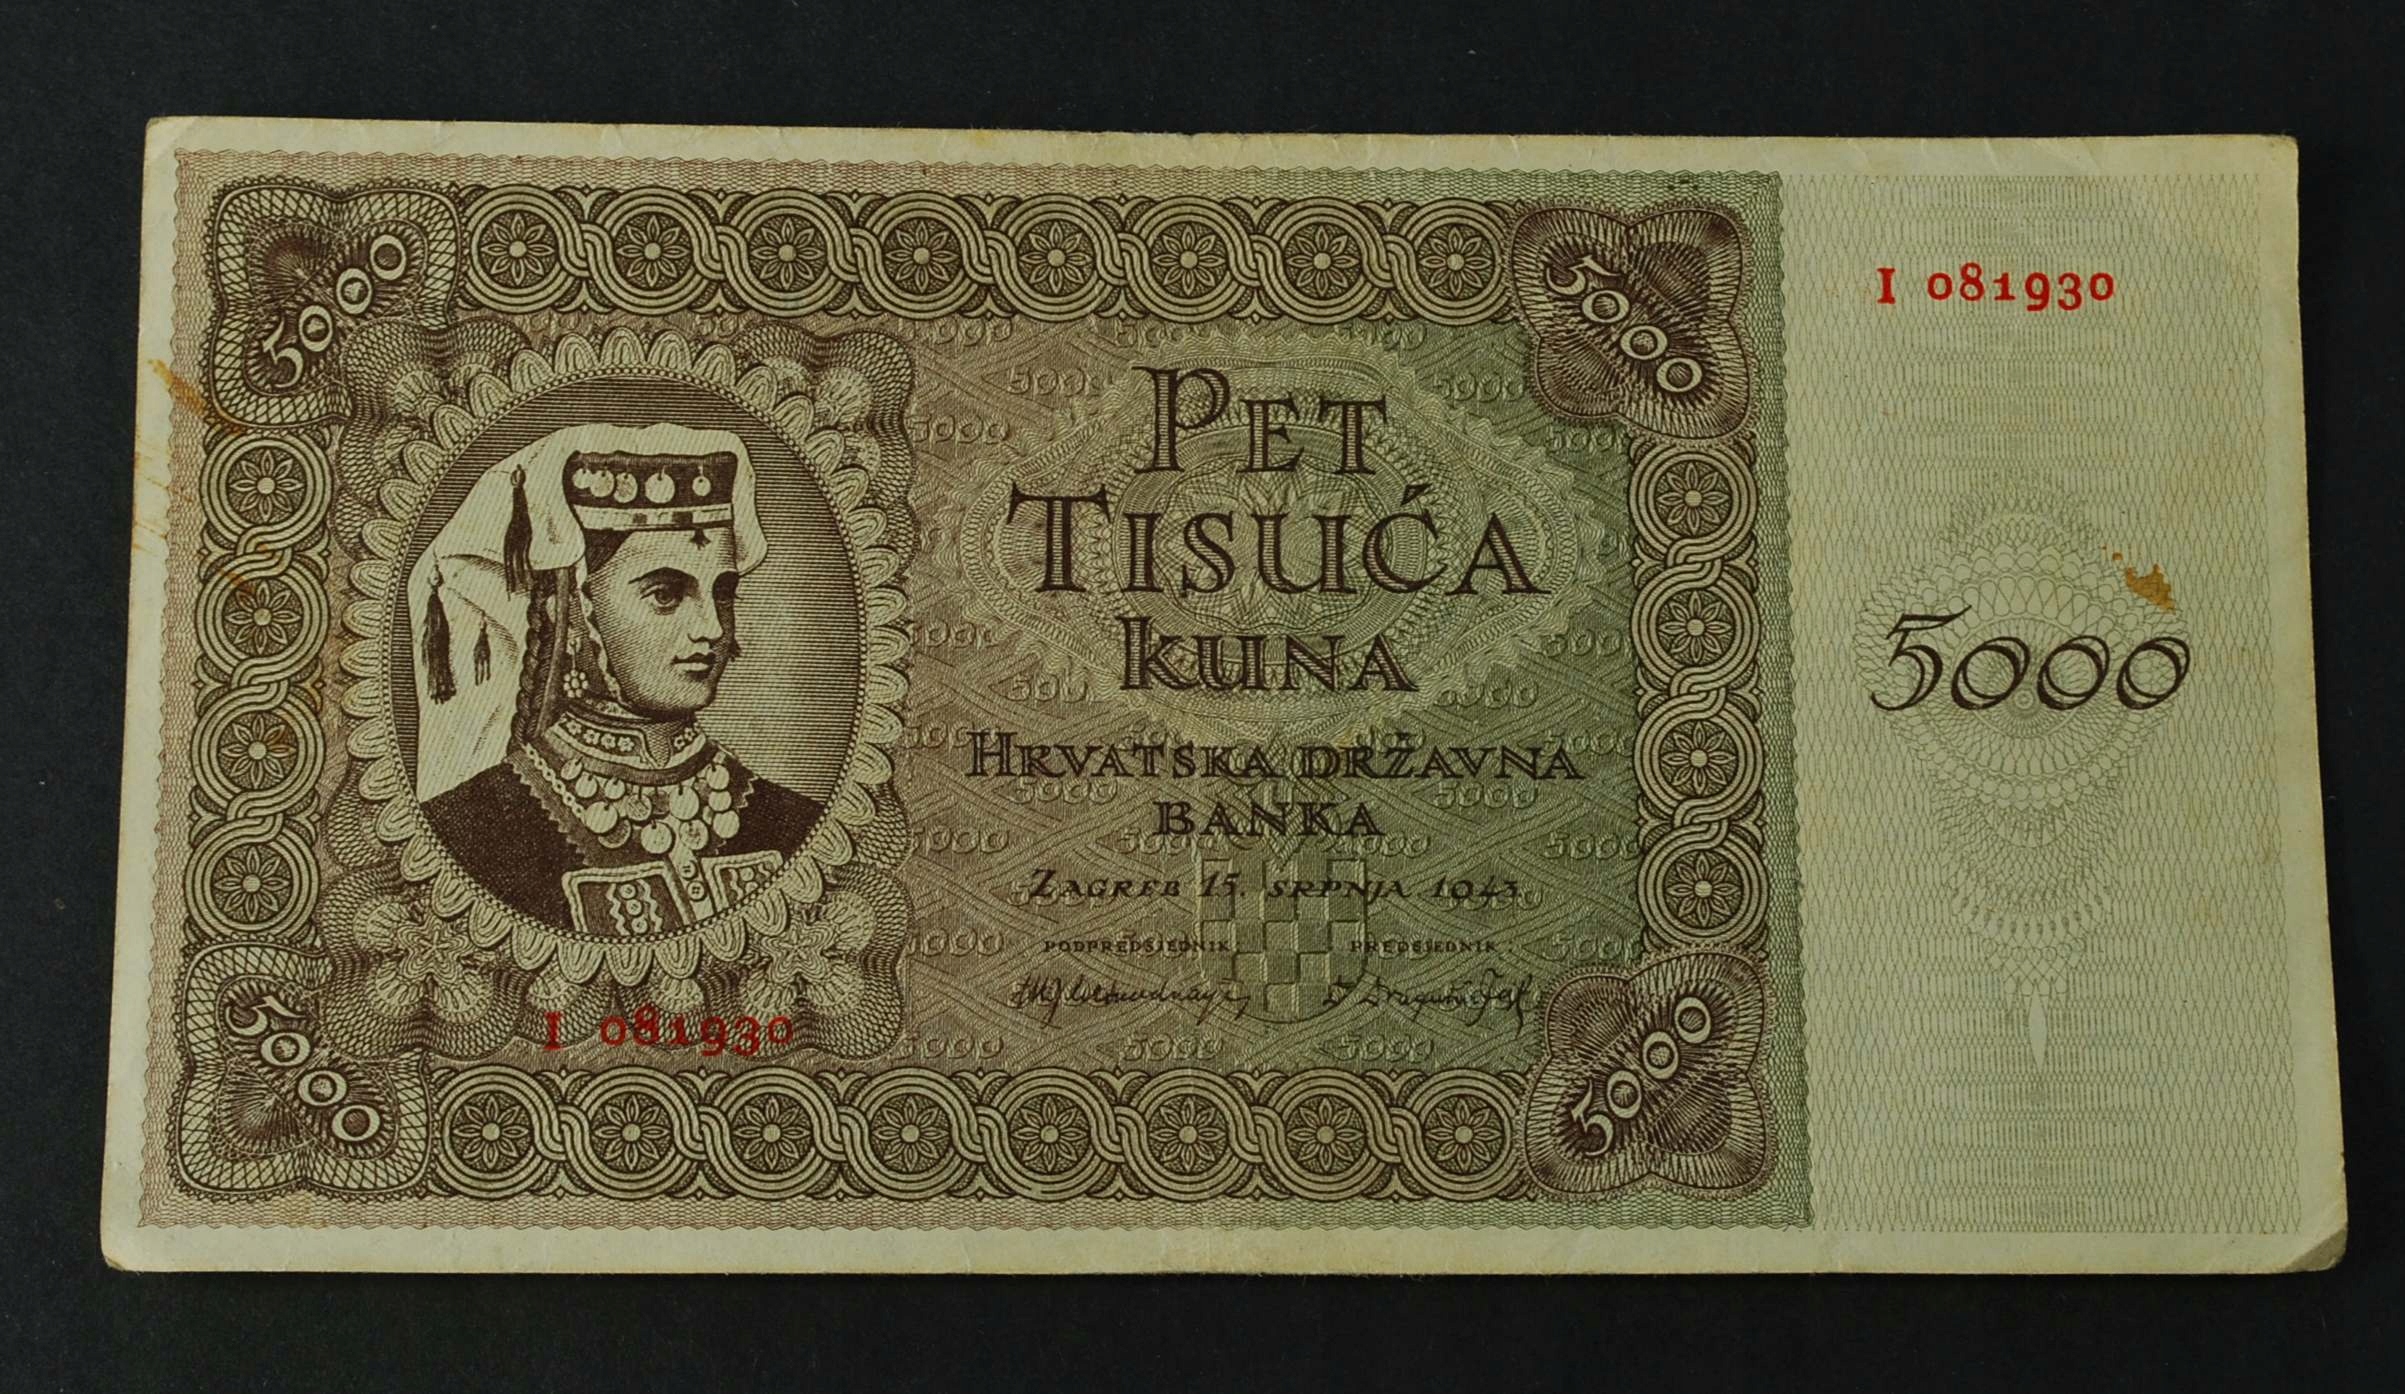 5000
5000
I 081930
PET
TISUĆA
KUNA
5000
HRVATSKA DRŽAVNA
BANKA
ZAGREB 15. SRPNJA 1943.
PODPREDSJEDNIK: PREDSJEDNIK:
I 081930
5000
5000